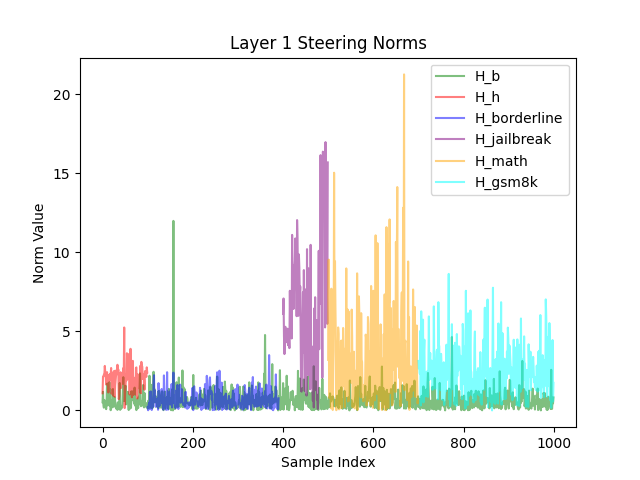 Layer 1 Steering Norms
H_b
H_h
H_borderline
H_jailbreak
H_math
H_gsm8k
20
15
10
5
0
Norm Value
0
200
400
600
800
1000
Sample Index